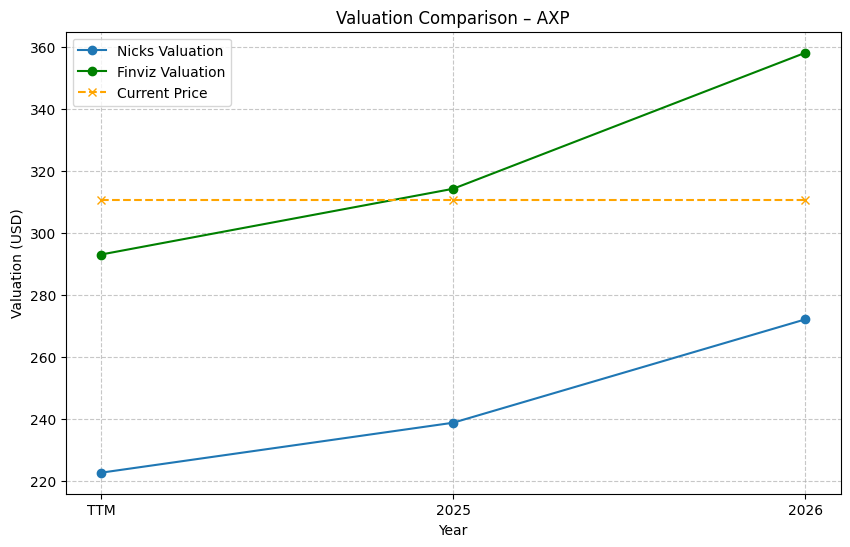 Valuation Comparison – AXP
Nicks Valuation
Finviz Valuation
Current Price
Valuation (USD)
360
340
320
300
280
260
240
220
TTM
2025
2026
Year